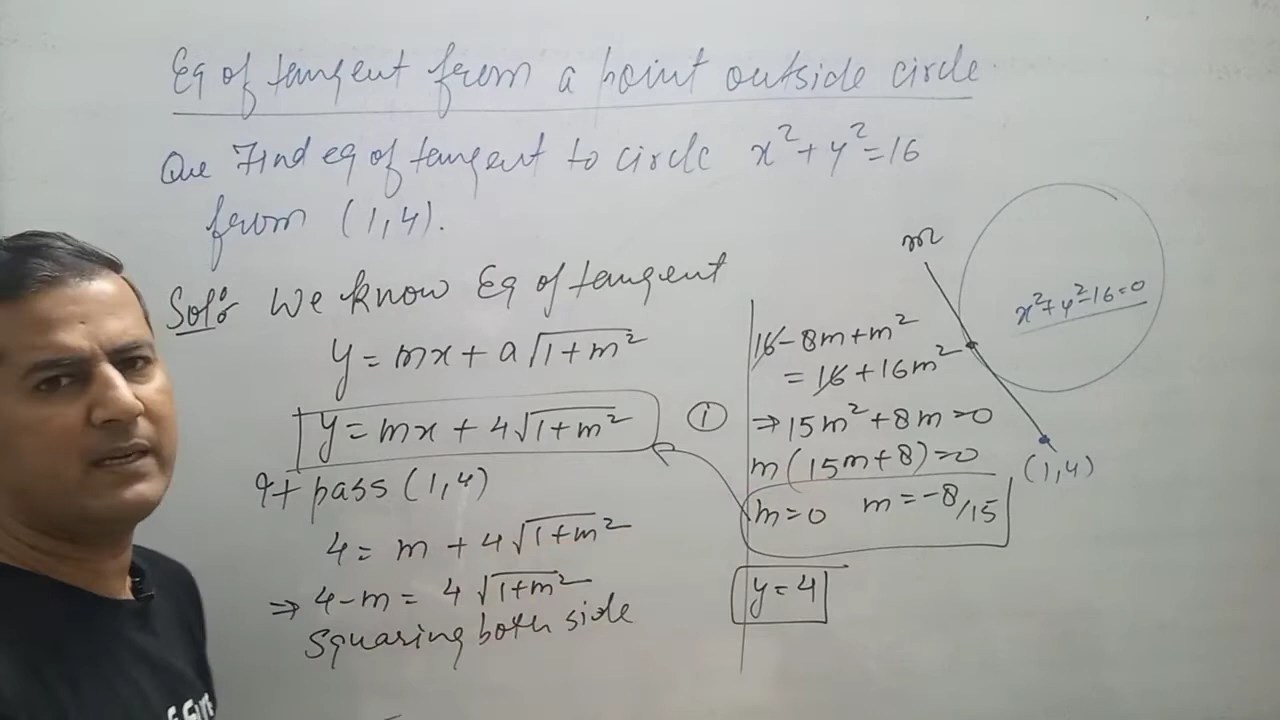 Eq of tangent from a point outside circle.
Que Find eq of tangent to circle x²+y²=16
from (1,4).
Solⁿ: We know Eq of tangent
y = mx + a√(1+m²)
y = mx + 4√(1+m²) ①
It pass (1,4)
4 = m + 4√(1+m²)
⇒ 4-m = 4√(1+m²)
Squaring both side
16-8m+m²
= 16+16m²
⇒ 15m²+8m=0
m(15m+8)=0
m=0 m=-8/15
y=4
m
x²+y²-16=0
(1,4)